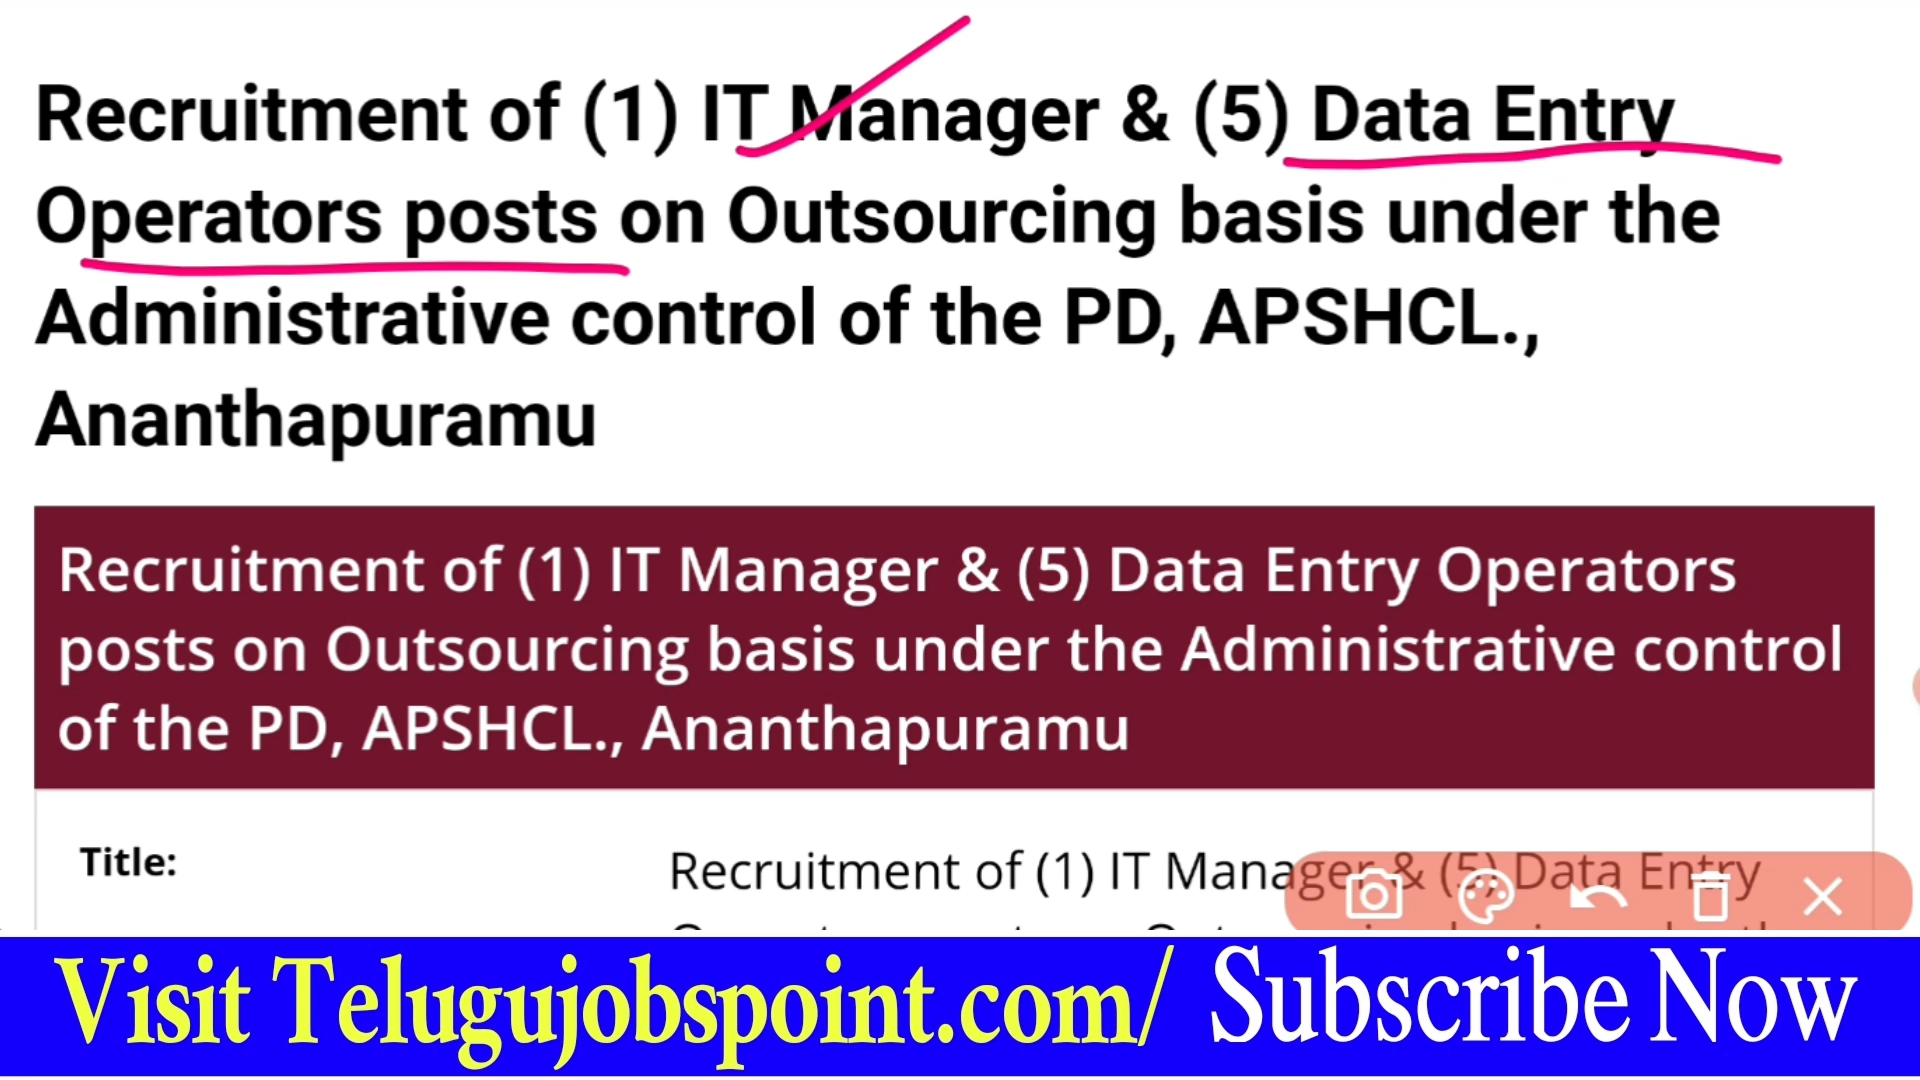 Recruitment of (1) IT Manager & (5) Data Entry
Operators posts on Outsourcing basis under the
Administrative control of the PD, APSHCL.,
Ananthapuramu
Recruitment of (1) IT Manager & (5) Data Entry Operators
posts on Outsourcing basis under the Administrative control
of the PD, APSHCL., Ananthapuramu
Title:
Recruitment of (1) IT Manager & (5) Data Entry
Visit Telugujobspoint.com/ Subscribe Now